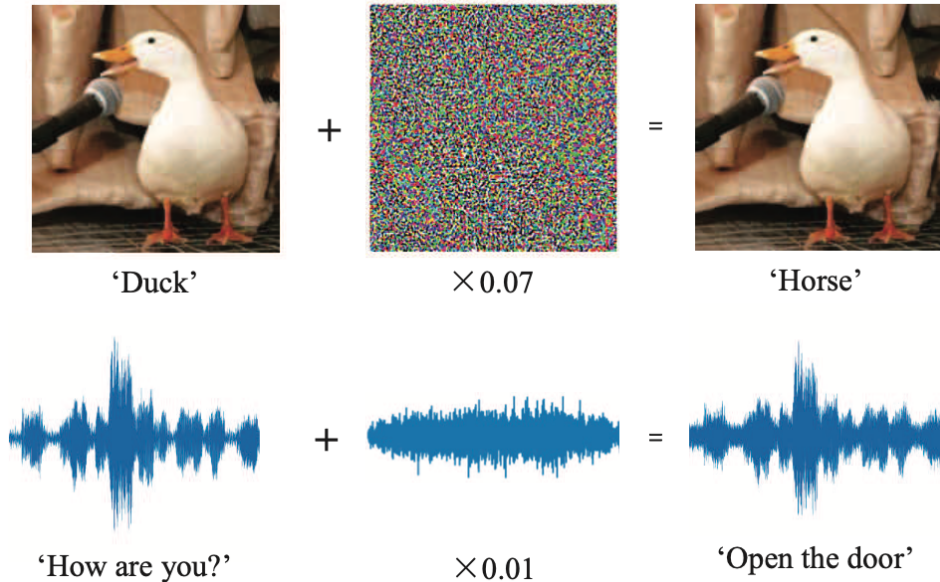 + =
‘Duck’ ×0.07 ‘Horse’
+ =
‘How are you?’ ×0.01 ‘Open the door’